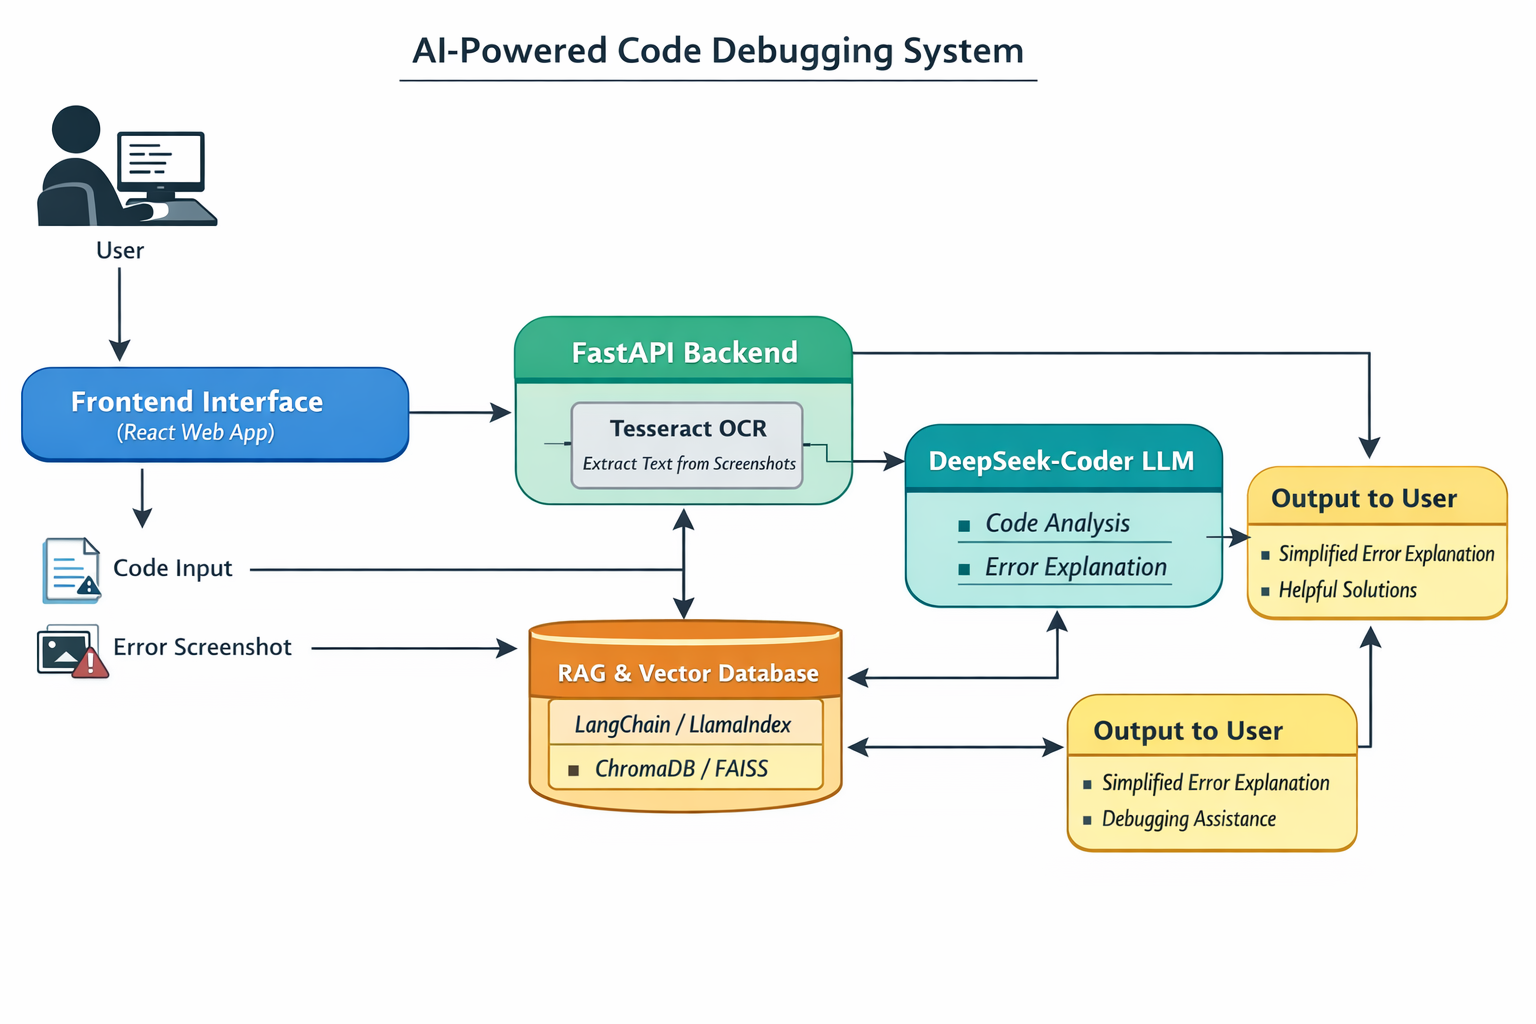 AI-Powered Code Debugging System
User
Frontend Interface
(React Web App)
Code Input
Error Screenshot
FastAPI Backend
Tesseract OCR
Extract Text from Screenshots
RAG & Vector Database
LangChain / LlamaIndex
ChromaDB / FAISS
DeepSeek-Coder LLM
Code Analysis
Error Explanation
Output to User
Simplified Error Explanation
Helpful Solutions
Output to User
Simplified Error Explanation
Debugging Assistance